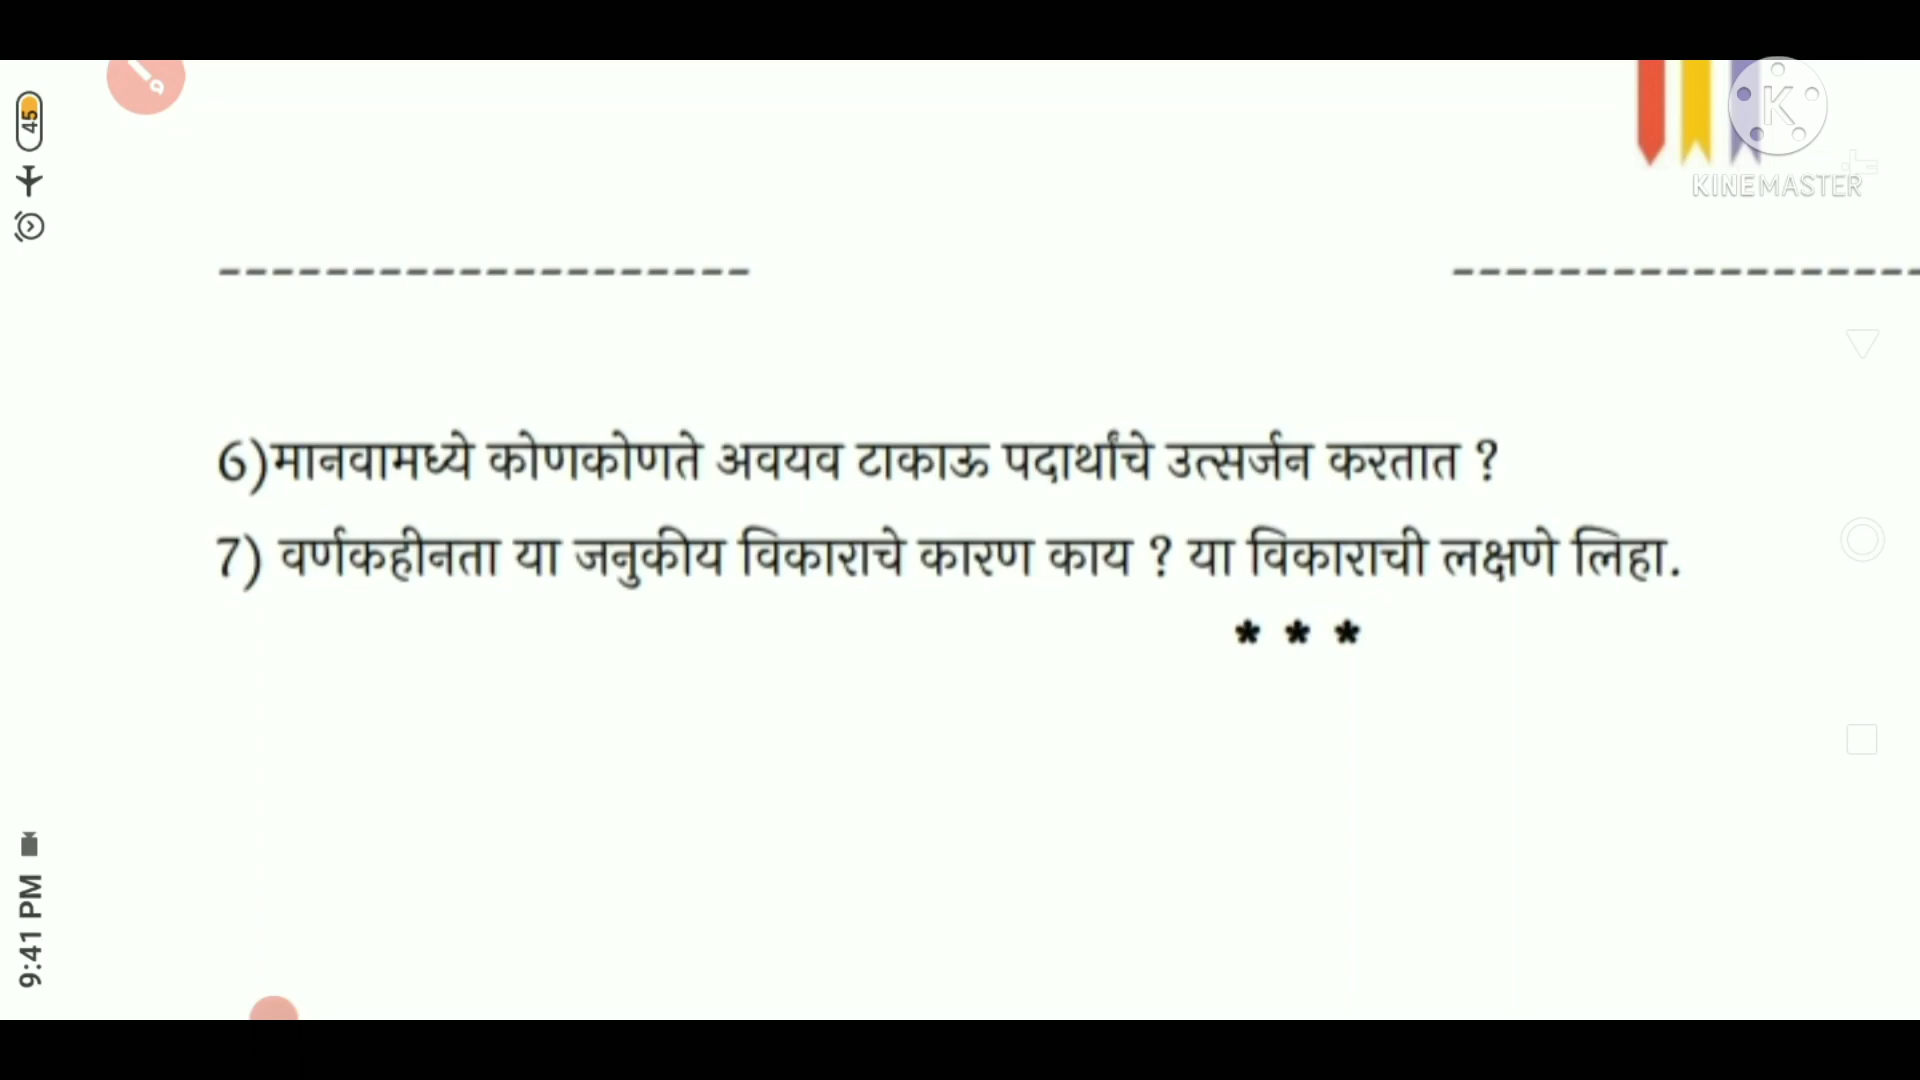 45
KINEMASTER
-------------------- ------------------
6)मानवामध्ये कोणकोणते अवयव टाकाऊ पदार्थांचे उत्सर्जन करतात ?
7) वर्णकहीनता या जनुकीय विकाराचे कारण काय ? या विकाराची लक्षणे लिहा.
* * *
9:41 PM